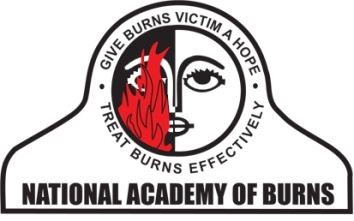 · GIVE BURNS VICTIM A HOPE ·
TREAT BURNS EFFECTIVELY
NATIONAL ACADEMY OF BURNS